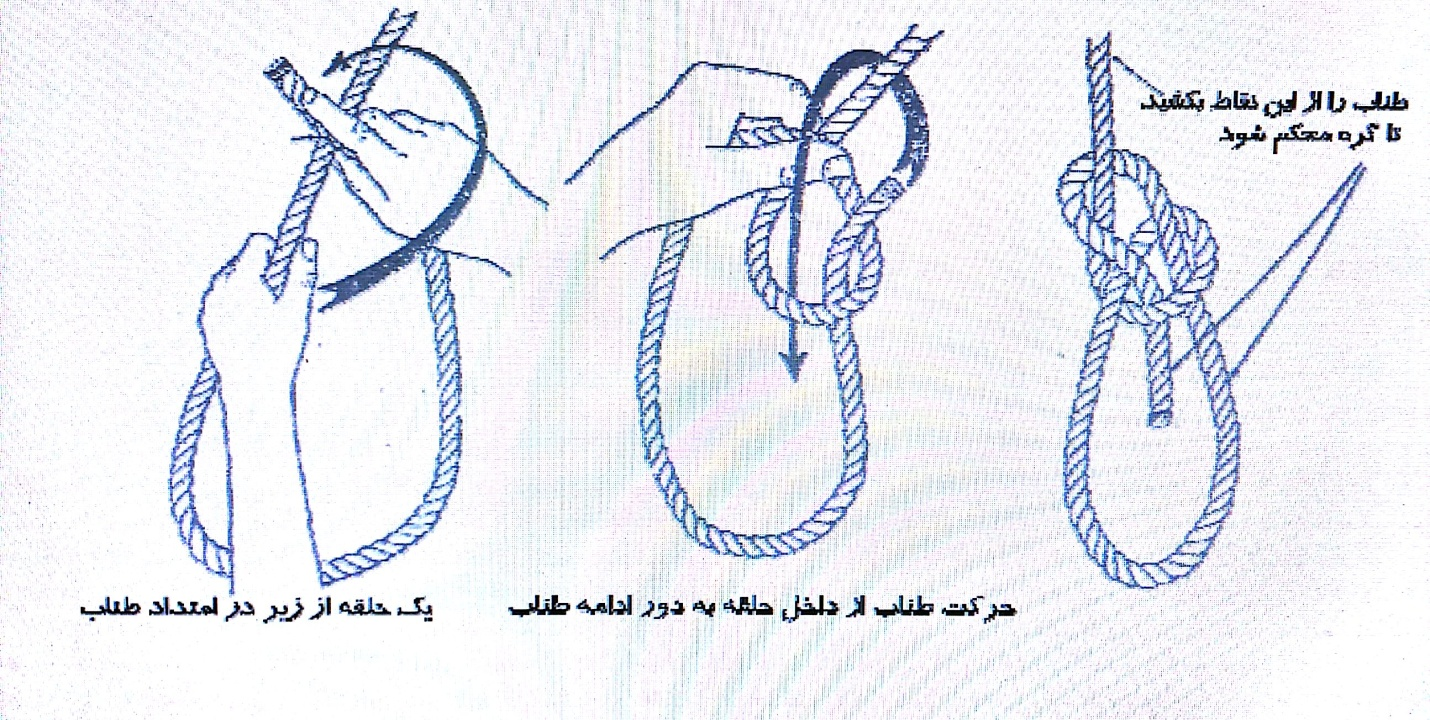 طناب را از این نقاط بکشید
تا گره محکم شود
حرکت طناب از داخل حلقه به دور ادامه طناب
یک حلقه از زیر در امتداد طناب